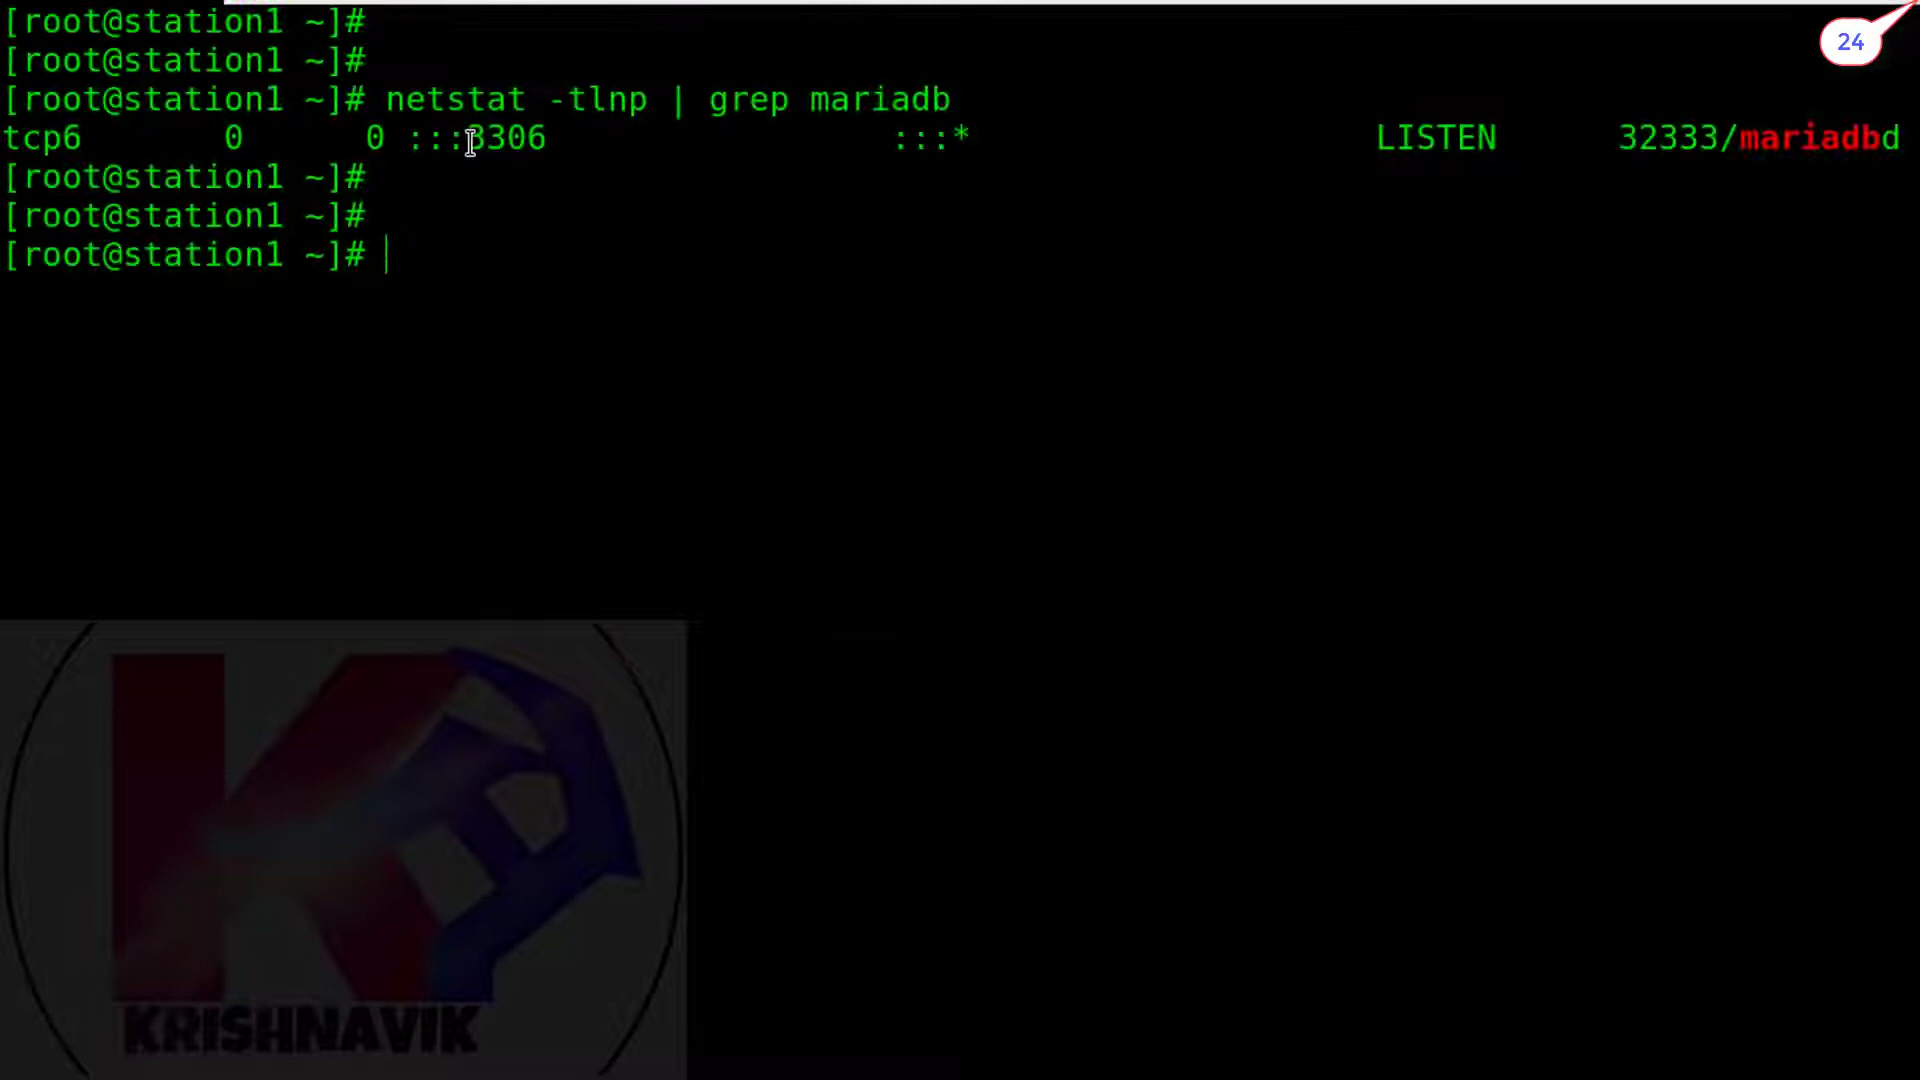 [root@station1 ~]#
24
[root@station1 ~]#
[root@station1 ~]# netstat -tlnp | grep mariadb
tcp6 0 0 :::3306 :::* LISTEN 32333/mariadbd
[root@station1 ~]#
[root@station1 ~]#
[root@station1 ~]#
KRISHNAVIK